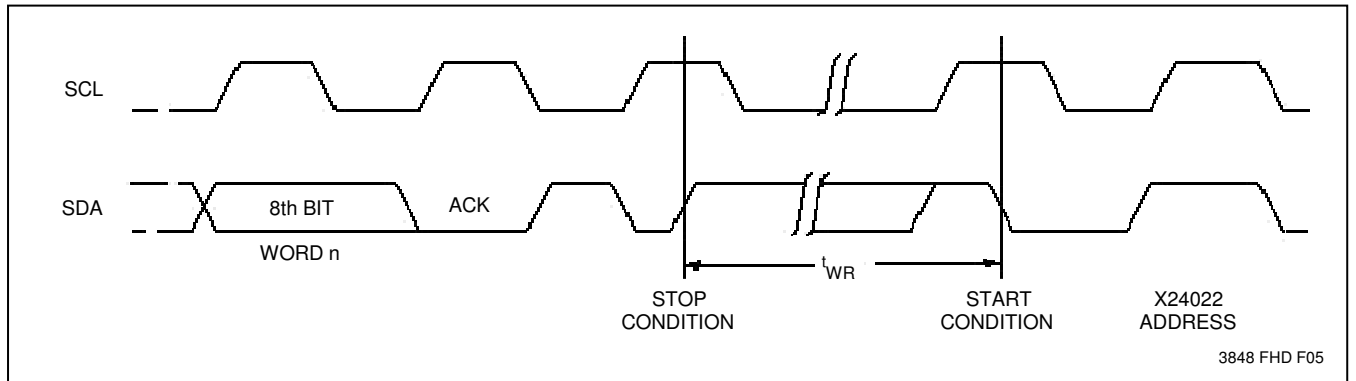 SCL
SDA
8th BIT
ACK
WORD n
tWR
STOP
CONDITION
START
CONDITION
X24022
ADDRESS
3848 FHD F05